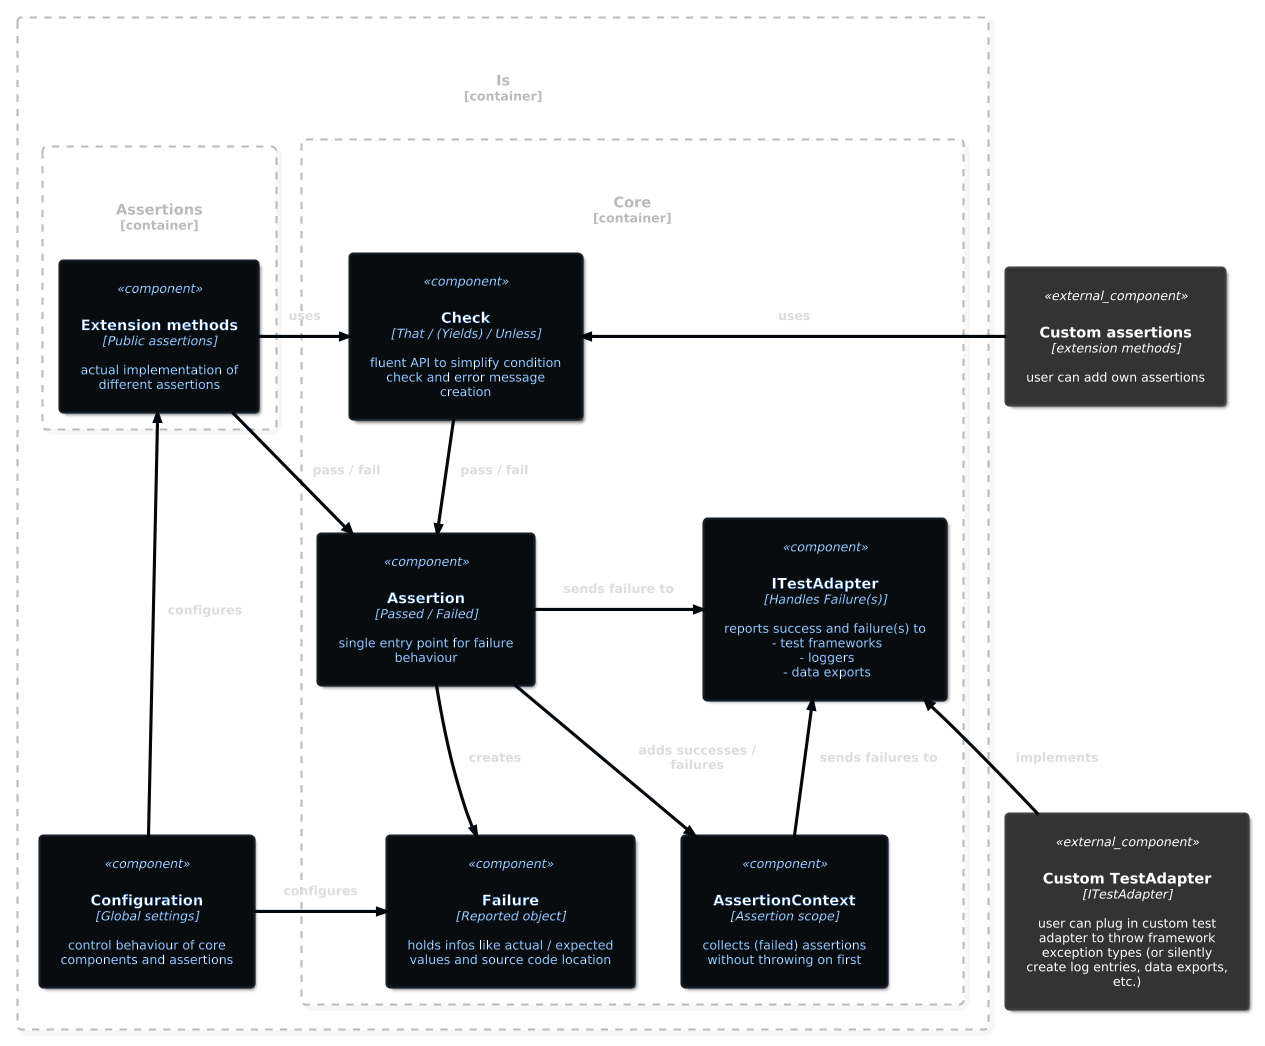 Is
[container]
Assertions
[container]
Core
[container]
«component»
Extension methods
[Public assertions]
actual implementation of
different assertions
uses
«component»
Check
[That / (Yields) / Unless]
fluent API to simplify condition
check and error message
creation
uses
«external_component»
Custom assertions
[extension methods]
user can add own assertions
pass / fail
pass / fail
configures
«component»
Assertion
[Passed / Failed]
single entry point for failure
behaviour
sends failure to
«component»
ITestAdapter
[Handles Failure(s)]
reports success and failure(s) to
- test frameworks
- loggers
- data exports
creates
adds successes /
failures
sends failures to
implements
«component»
Configuration
[Global settings]
control behaviour of core
components and assertions
configures
«component»
Failure
[Reported object]
holds infos like actual / expected
values and source code location
«component»
AssertionContext
[Assertion scope]
collects (failed) assertions
without throwing on first
«external_component»
Custom TestAdapter
[ITestAdapter]
user can plug in custom test
adapter to throw framework
exception types (or silently
create log entries, data exports,
etc.)